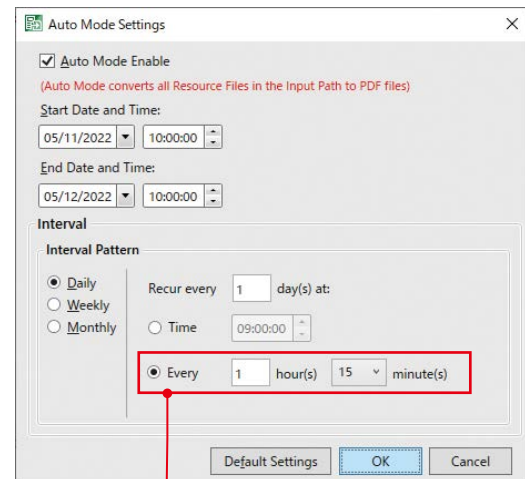 Auto Mode Settings
Auto Mode Enable
(Auto Mode converts all Resource Files in the Input Path to PDF files)
Start Date and Time:
05/11/2022 10:00:00
End Date and Time:
05/12/2022 10:00:00
Interval
Interval Pattern
Daily Recur every 1 day(s) at:
Weekly
Monthly Time 09:00:00
Every 1 hour(s) 15 minute(s)
Default Settings OK Cancel